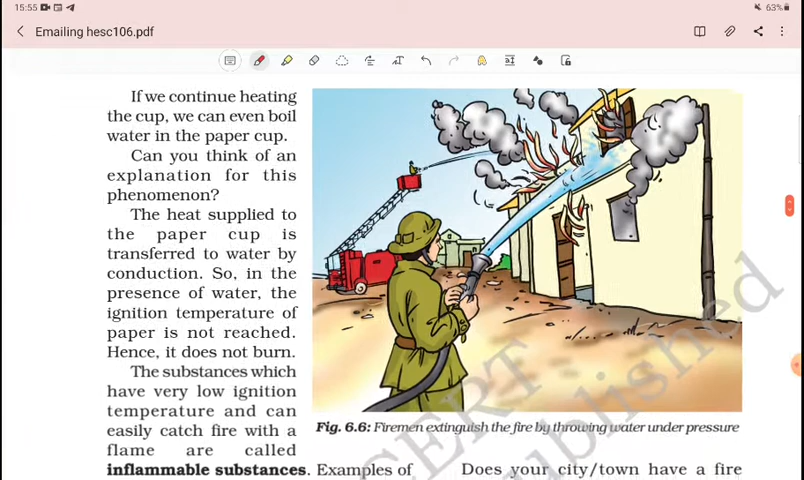 15:55
63%
Emailing hesc106.pdf
If we continue heating
the cup, we can even boil
water in the paper cup.
Can you think of an
explanation for this
phenomenon?
The heat supplied to
the paper cup is
transferred to water by
conduction. So, in the
presence of water, the
ignition temperature of
paper is not reached.
Hence, it does not burn.
The substances which
have very low ignition
temperature and can
easily catch fire with a
flame are called
inflammable substances. Examples of
Fig. 6.6: Firemen extinguish the fire by throwing water under pressure
Does your city/town have a fire